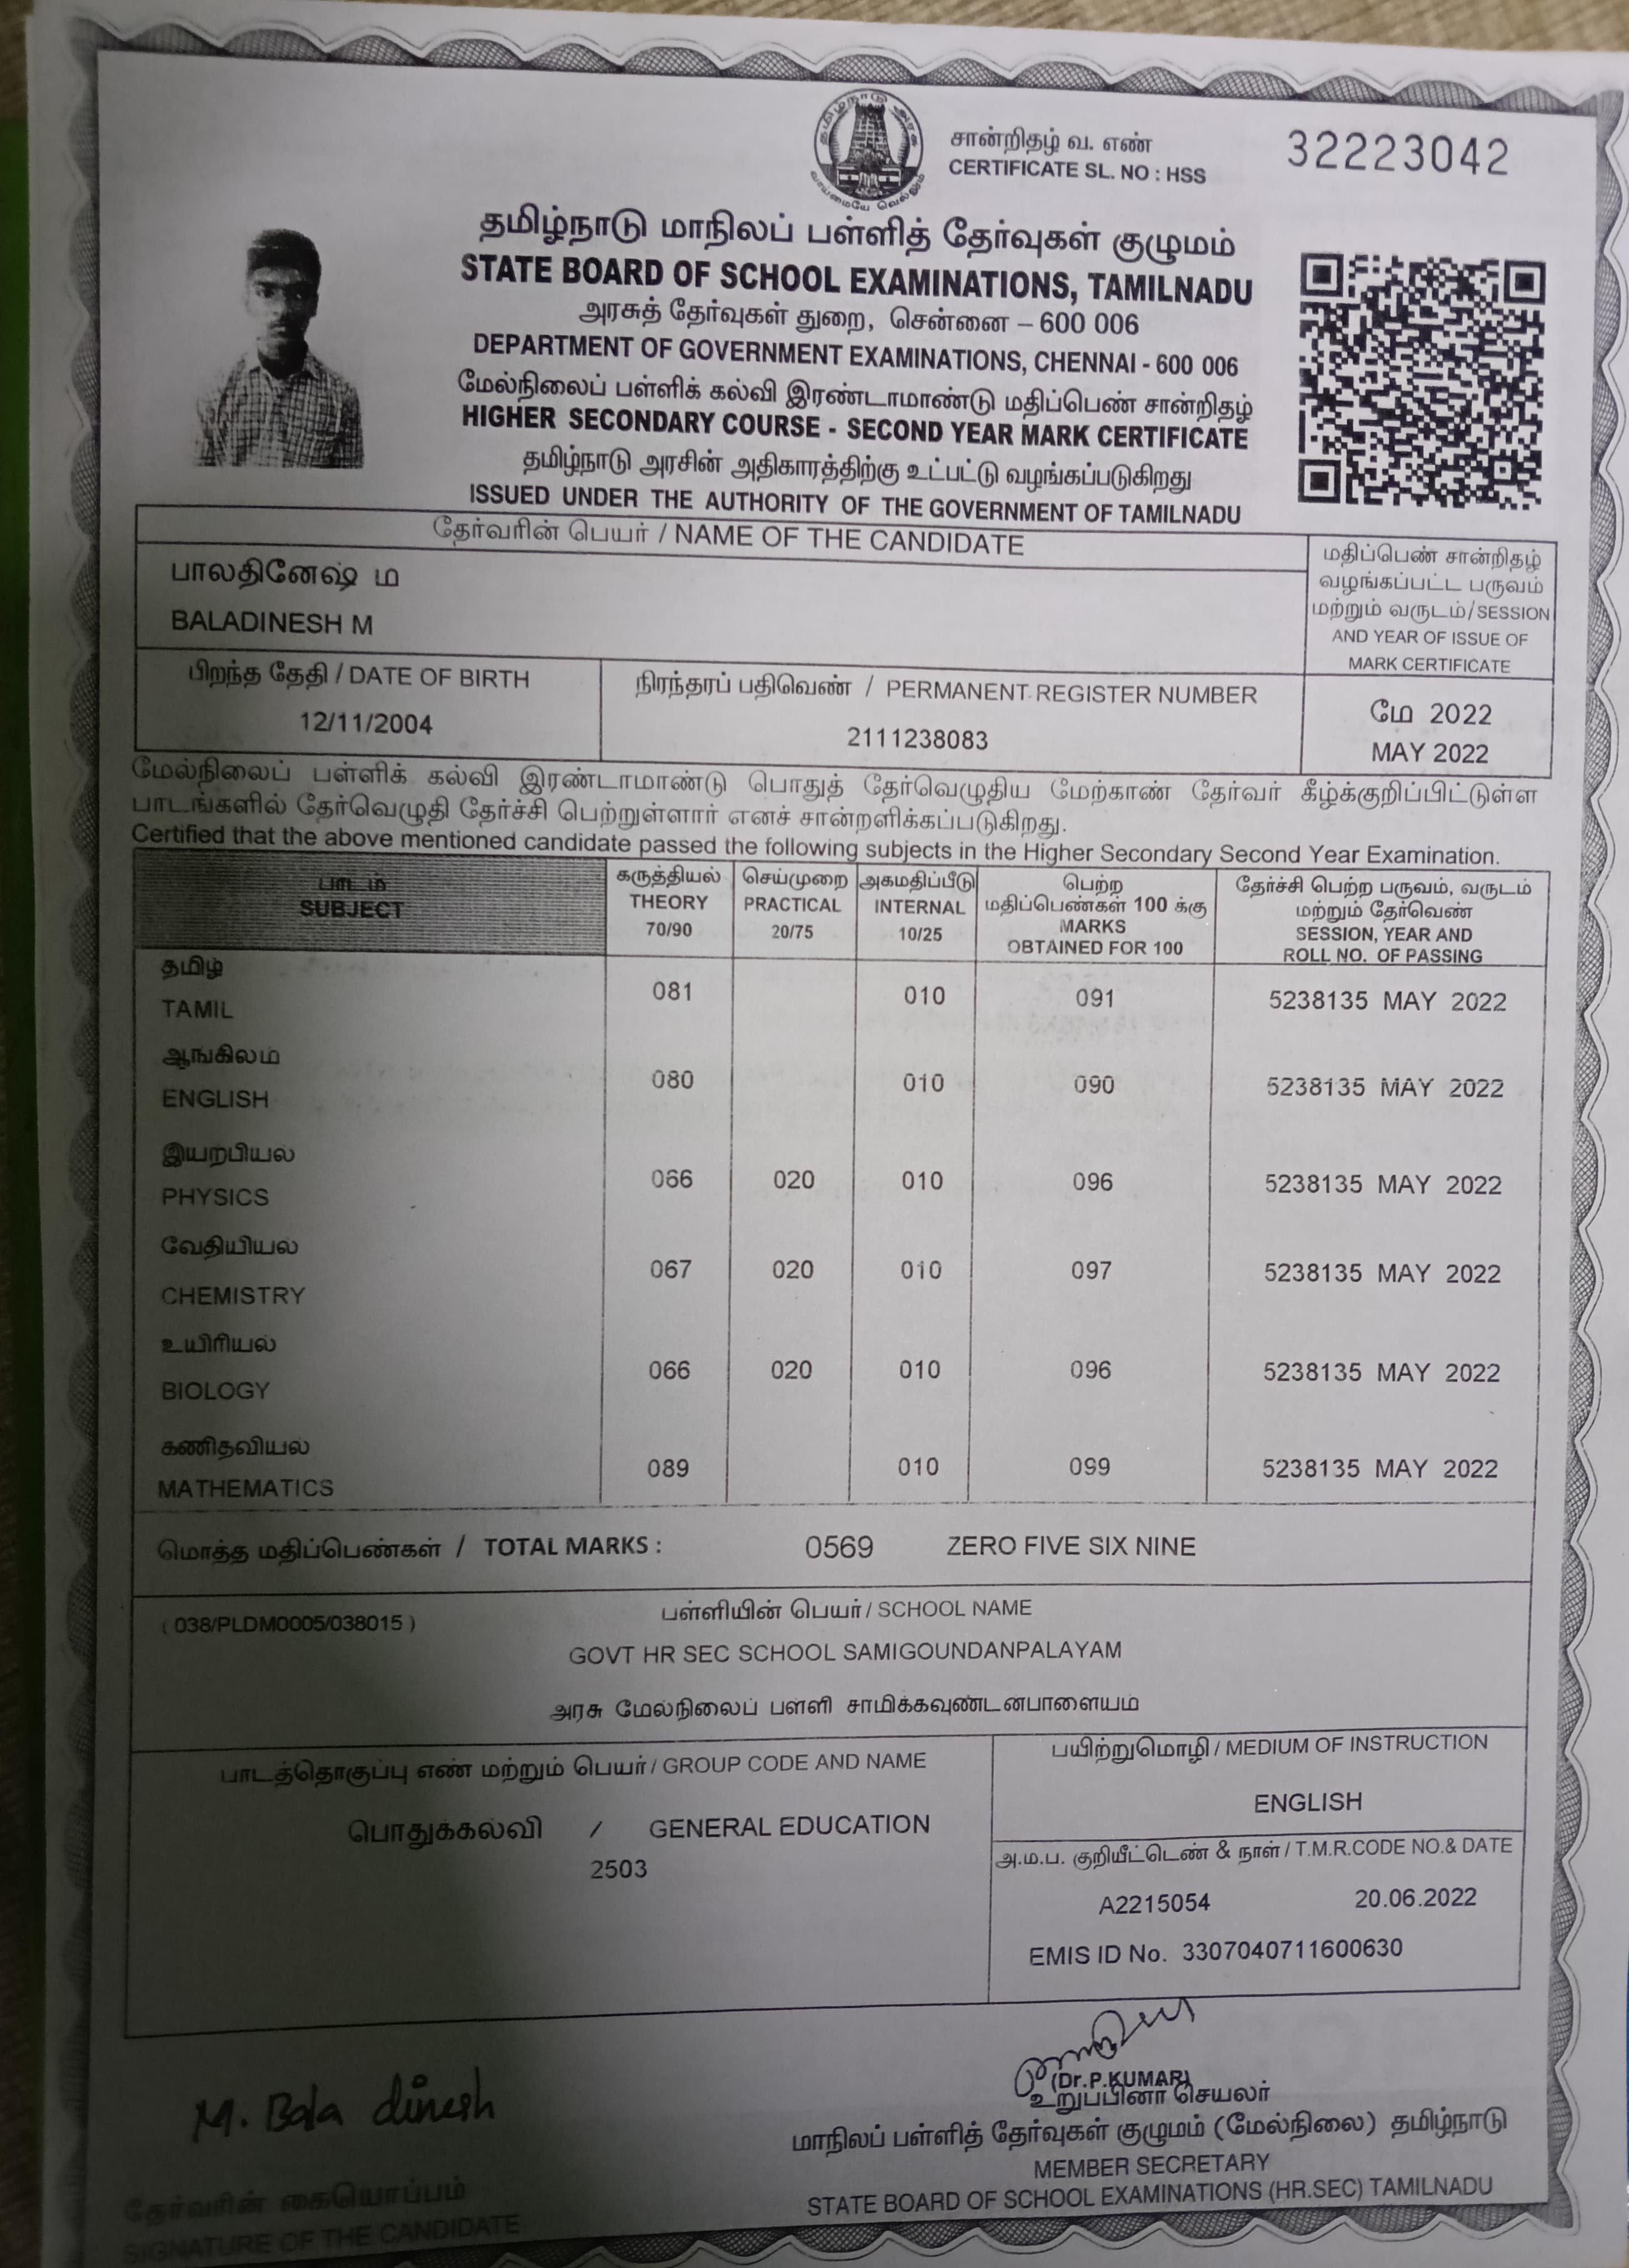 தமிழ்நாடு அரசு
வாய்மையே வெல்லும்
சான்றிதழ் வ. எண்
CERTIFICATE SL. NO : HSS
32223042
தமிழ்நாடு மாநிலப் பள்ளித் தேர்வுகள் குழுமம்
STATE BOARD OF SCHOOL EXAMINATIONS, TAMILNADU
அரசுத் தேர்வுகள் துறை, சென்னை – 600 006
DEPARTMENT OF GOVERNMENT EXAMINATIONS, CHENNAI - 600 006
மேல்நிலைப் பள்ளிக் கல்வி இரண்டாமாண்டு மதிப்பெண் சான்றிதழ்
HIGHER SECONDARY COURSE - SECOND YEAR MARK CERTIFICATE
தமிழ்நாடு அரசின் அதிகாரத்திற்கு உட்பட்டு வழங்கப்படுகிறது
ISSUED UNDER THE AUTHORITY OF THE GOVERNMENT OF TAMILNADU
தேர்வரின் பெயர் / NAME OF THE CANDIDATE
பாலதினேஷ் ம
BALADINESH M
மதிப்பெண் சான்றிதழ்
வழங்கப்பட்ட பருவம்
மற்றும் வருடம்/SESSION
AND YEAR OF ISSUE OF
MARK CERTIFICATE
பிறந்த தேதி / DATE OF BIRTH
12/11/2004
நிரந்தரப் பதிவெண் / PERMANENT REGISTER NUMBER
2111238083
மே 2022
MAY 2022
மேல்நிலைப் பள்ளிக் கல்வி இரண்டாமாண்டு பொதுத் தேர்வெழுதிய மேற்காண் தேர்வர் கீழ்க்குறிப்பிட்டுள்ள
பாடங்களில் தேர்வெழுதி தேர்ச்சி பெற்றுள்ளார் எனச் சான்றளிக்கப்படுகிறது.
Certified that the above mentioned candidate passed the following subjects in the Higher Secondary Second Year Examination.
பாடம்
SUBJECT
கருத்தியல்
THEORY
70/90
செய்முறை
PRACTICAL
20/75
அகமதிப்பீடு
INTERNAL
10/25
பெற்ற
மதிப்பெண்கள் 100 க்கு
MARKS
OBTAINED FOR 100
தேர்ச்சி பெற்ற பருவம், வருடம்
மற்றும் தேர்வெண்
SESSION, YEAR AND
ROLL NO. OF PASSING
தமிழ்
TAMIL 081 010 091 5238135 MAY 2022
ஆங்கிலம்
ENGLISH 080 010 090 5238135 MAY 2022
இயற்பியல்
PHYSICS 066 020 010 096 5238135 MAY 2022
வேதியியல்
CHEMISTRY 067 020 010 097 5238135 MAY 2022
உயிரியல்
BIOLOGY 066 020 010 096 5238135 MAY 2022
கணிதவியல்
MATHEMATICS 089 010 099 5238135 MAY 2022
மொத்த மதிப்பெண்கள் / TOTAL MARKS : 0569 ZERO FIVE SIX NINE
( 038/PLDM0005/038015 )
பள்ளியின் பெயர் / SCHOOL NAME
GOVT HR SEC SCHOOL SAMIGOUNDANPALAYAM
அரசு மேல்நிலைப் பள்ளி சாமிக்கவுண்டன்பாளையம்
பாடத்தொகுப்பு எண் மற்றும் பெயர் / GROUP CODE AND NAME
பொதுக்கல்வி / GENERAL EDUCATION
2503
பயிற்றுமொழி / MEDIUM OF INSTRUCTION
ENGLISH
அ.ம.ப. குறியீட்டெண் & நாள் / T.M.R.CODE NO.& DATE
A2215054 20.06.2022
EMIS ID No. 3307040711600630
M. Bala dinesh
தேர்வரின் கையொப்பம்
SIGNATURE OF THE CANDIDATE
(Dr.P.KUMAR)
உறுப்பினர் செயலர்
மாநிலப் பள்ளித் தேர்வுகள் குழுமம் (மேல்நிலை) தமிழ்நாடு
MEMBER SECRETARY
STATE BOARD OF SCHOOL EXAMINATIONS (HR.SEC) TAMILNADU